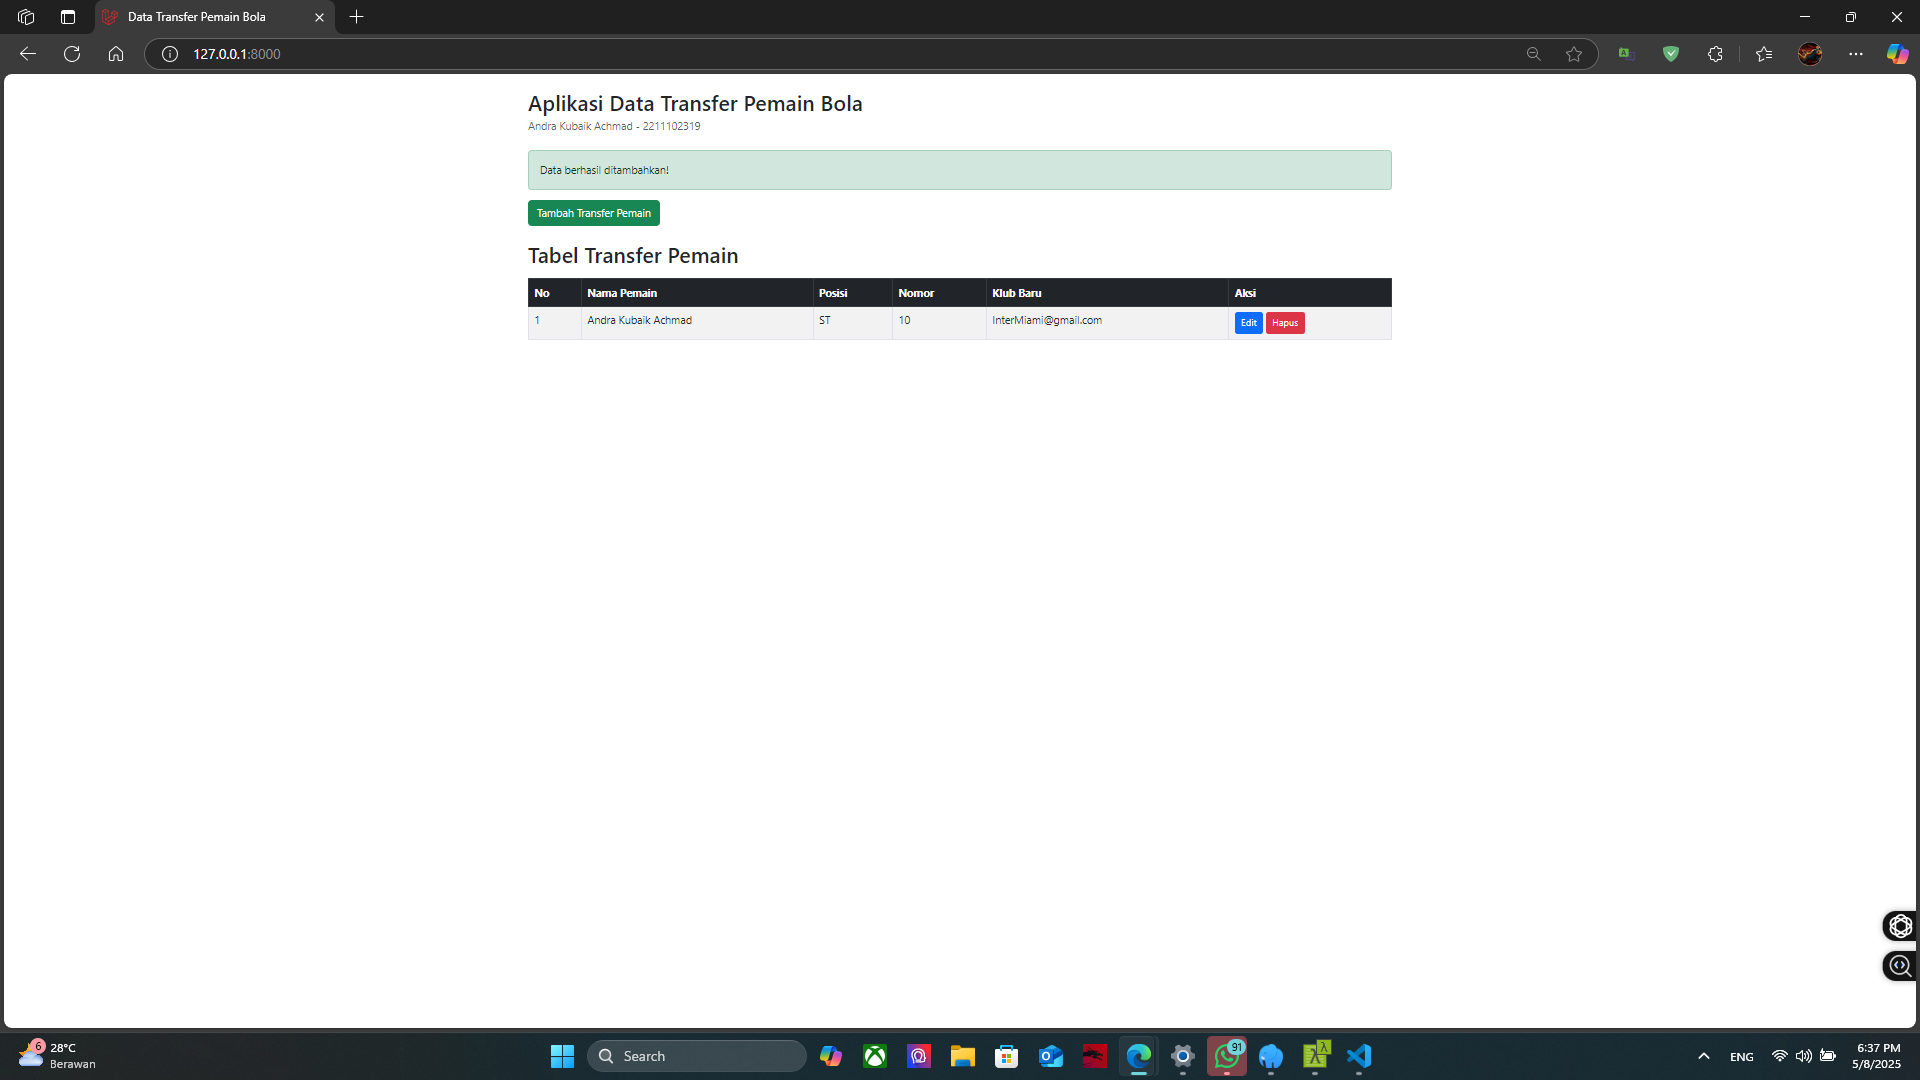 Data Transfer Pemain Bola
127.0.0.1:8000
Aplikasi Data Transfer Pemain Bola
Andra Kubaik Achmad - 2211102319
Data berhasil ditambahkan!
Tambah Transfer Pemain
Tabel Transfer Pemain
No Nama Pemain Posisi Nomor Klub Baru Aksi
1 Andra Kubaik Achmad ST 10 InterMiami@gmail.com Edit Hapus
6
28°C
Berawan
Search
91
ENG
6:37 PM
5/8/2025